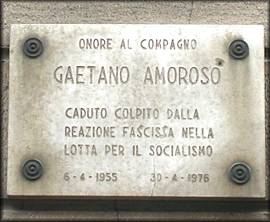 ONORE AL COMPAGNO
GAETANO AMOROSO
CADUTO COLPITO DALLA
REAZIONE FASCISSA NELLA
LOTTA PER IL SOCIALISMO
6-4-1955 30-4-1976